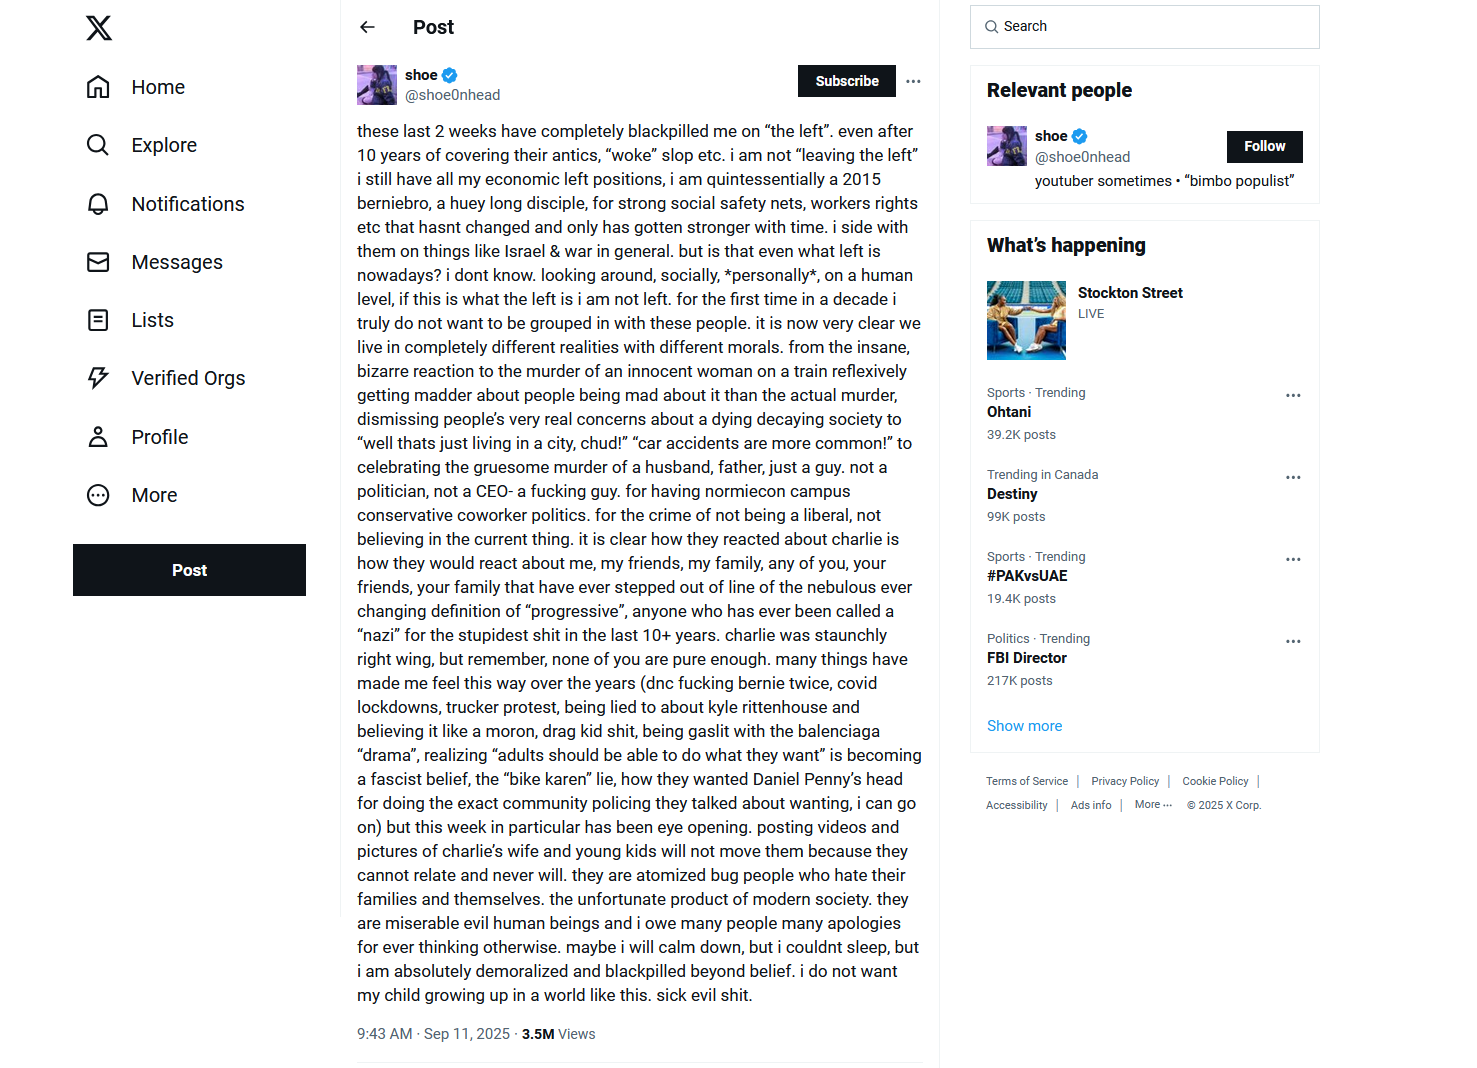 Home
Explore
Notifications
Messages
Lists
Verified Orgs
Profile
More
Post
Post
shoe
@shoe0nhead
Subscribe
these last 2 weeks have completely blackpilled me on “the left”. even after
10 years of covering their antics, “woke” slop etc. i am not “leaving the left”
i still have all my economic left positions, i am quintessentially a 2015
berniebro, a huey long disciple, for strong social safety nets, workers rights
etc that hasnt changed and only has gotten stronger with time. i side with
them on things like Israel & war in general. but is that even what left is
nowadays? i dont know. looking around, socially, *personally*, on a human
level, if this is what the left is i am not left. for the first time in a decade i
truly do not want to be grouped in with these people. it is now very clear we
live in completely different realities with different morals. from the insane,
bizarre reaction to the murder of an innocent woman on a train reflexively
getting madder about people being mad about it than the actual murder,
dismissing people’s very real concerns about a dying decaying society to
“well thats just living in a city, chud!” “car accidents are more common!” to
celebrating the gruesome murder of a husband, father, just a guy. not a
politician, not a CEO- a fucking guy. for having normiecon campus
conservative coworker politics. for the crime of not being a liberal, not
believing in the current thing. it is clear how they reacted about charlie is
how they would react about me, my friends, my family, any of you, your
friends, your family that have ever stepped out of line of the nebulous ever
changing definition of “progressive”, anyone who has ever been called a
“nazi” for the stupidest shit in the last 10+ years. charlie was staunchly
right wing, but remember, none of you are pure enough. many things have
made me feel this way over the years (dnc fucking bernie twice, covid
lockdowns, trucker protest, being lied to about kyle rittenhouse and
believing it like a moron, drag kid shit, being gaslit with the balenciaga
“drama”, realizing “adults should be able to do what they want” is becoming
a fascist belief, the “bike karen” lie, how they wanted Daniel Penny’s head
for doing the exact community policing they talked about wanting, i can go
on) but this week in particular has been eye opening. posting videos and
pictures of charlie’s wife and young kids will not move them because they
cannot relate and never will. they are atomized bug people who hate their
families and themselves. the unfortunate product of modern society. they
are miserable evil human beings and i owe many people many apologies
for ever thinking otherwise. maybe i will calm down, but i couldnt sleep, but
i am absolutely demoralized and blackpilled beyond belief. i do not want
my child growing up in a world like this. sick evil shit.
9:43 AM · Sep 11, 2025 · 3.5M Views
Search
Relevant people
shoe
@shoe0nhead
Follow
youtuber sometimes • “bimbo populist”
What’s happening
Stockton Street
LIVE
Sports · Trending
Ohtani
39.2K posts
Trending in Canada
Destiny
99K posts
Sports · Trending
#PAKvsUAE
19.4K posts
Politics · Trending
FBI Director
217K posts
Show more
Terms of Service | Privacy Policy | Cookie Policy |
Accessibility | Ads info | More ··· © 2025 X Corp.